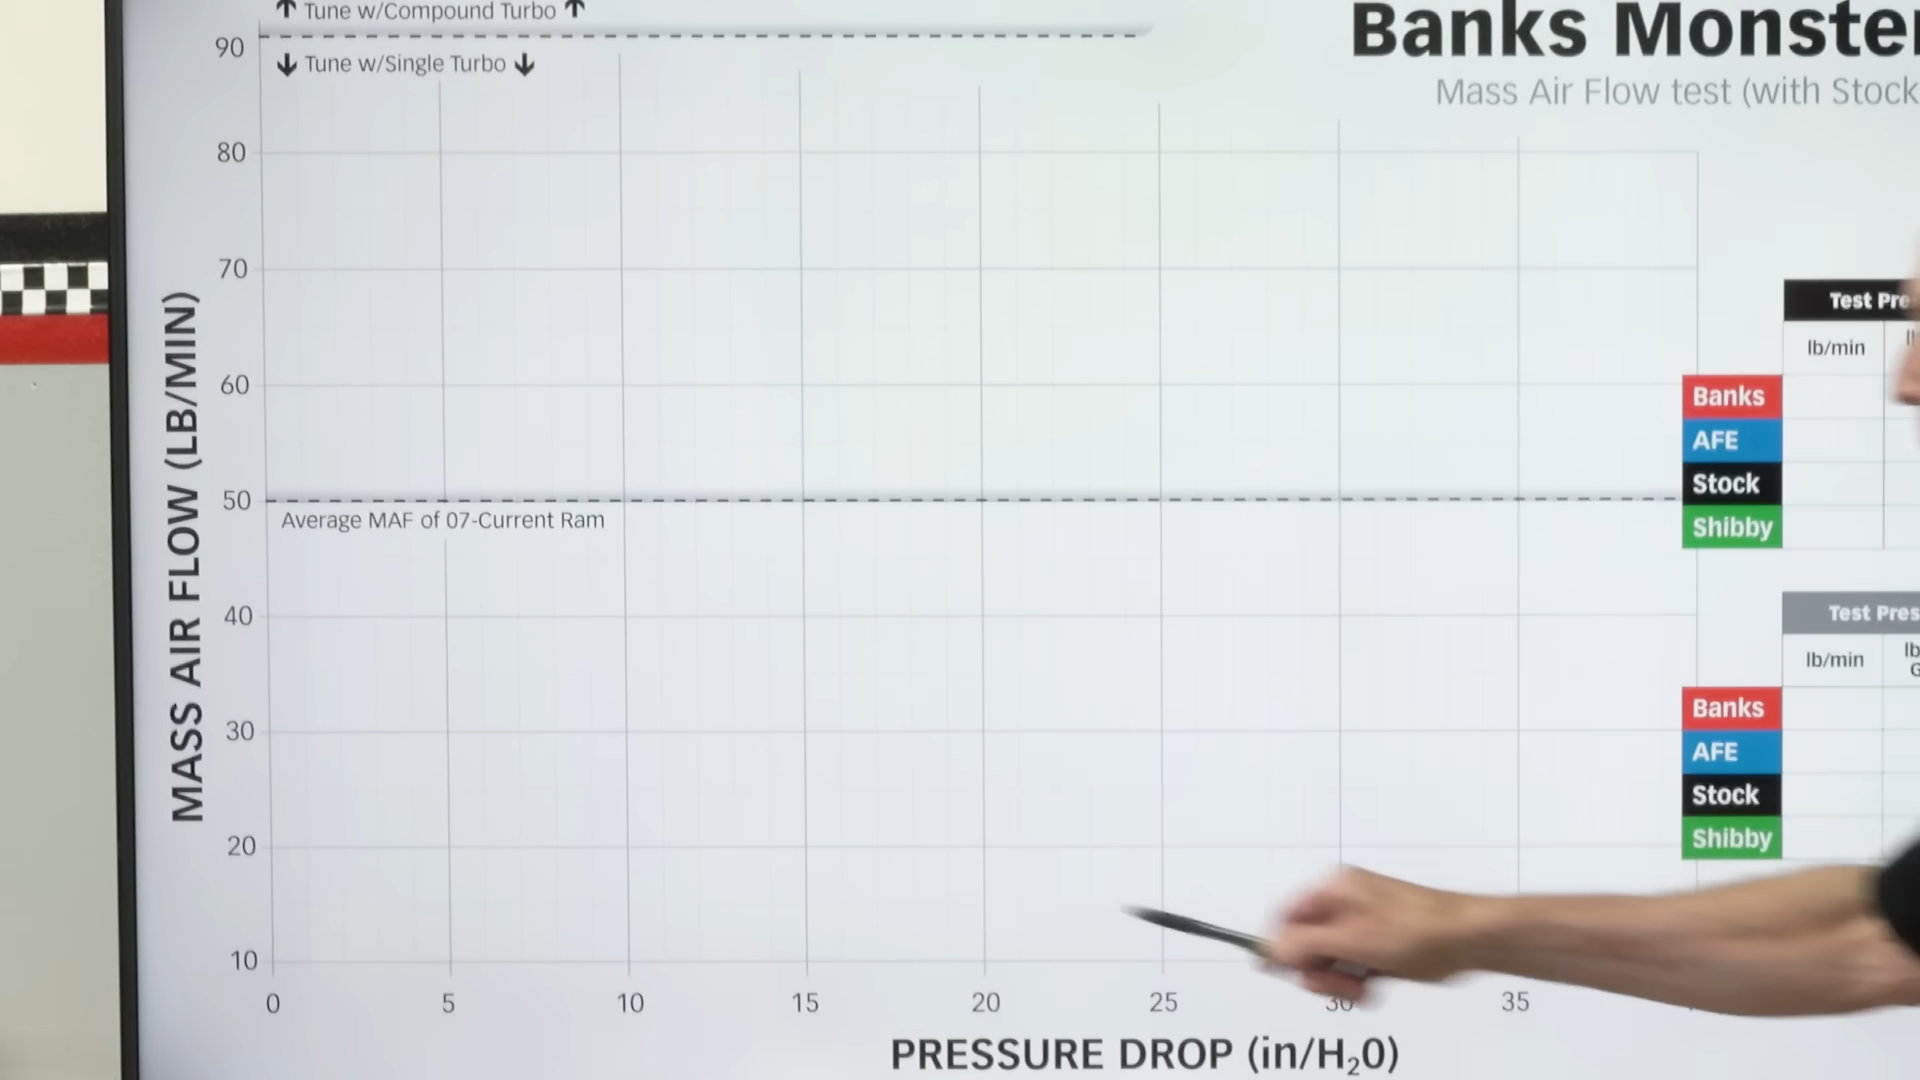 ↑ Tune w/Compound Turbo ↑
90
↓ Tune w/Single Turbo ↓
Banks Monster
Mass Air Flow test (with Stock
80
70
60
50
Average MAF of 07-Current Ram
40
30
20
10
MASS AIR FLOW (LB/MIN)
0 5 10 15 20 25 30 35
PRESSURE DROP (in/H₂0)
Test Pre
lb/min
Banks
AFE
Stock
Shibby
Test Pres
lb/min
lb
G
Banks
AFE
Stock
Shibby